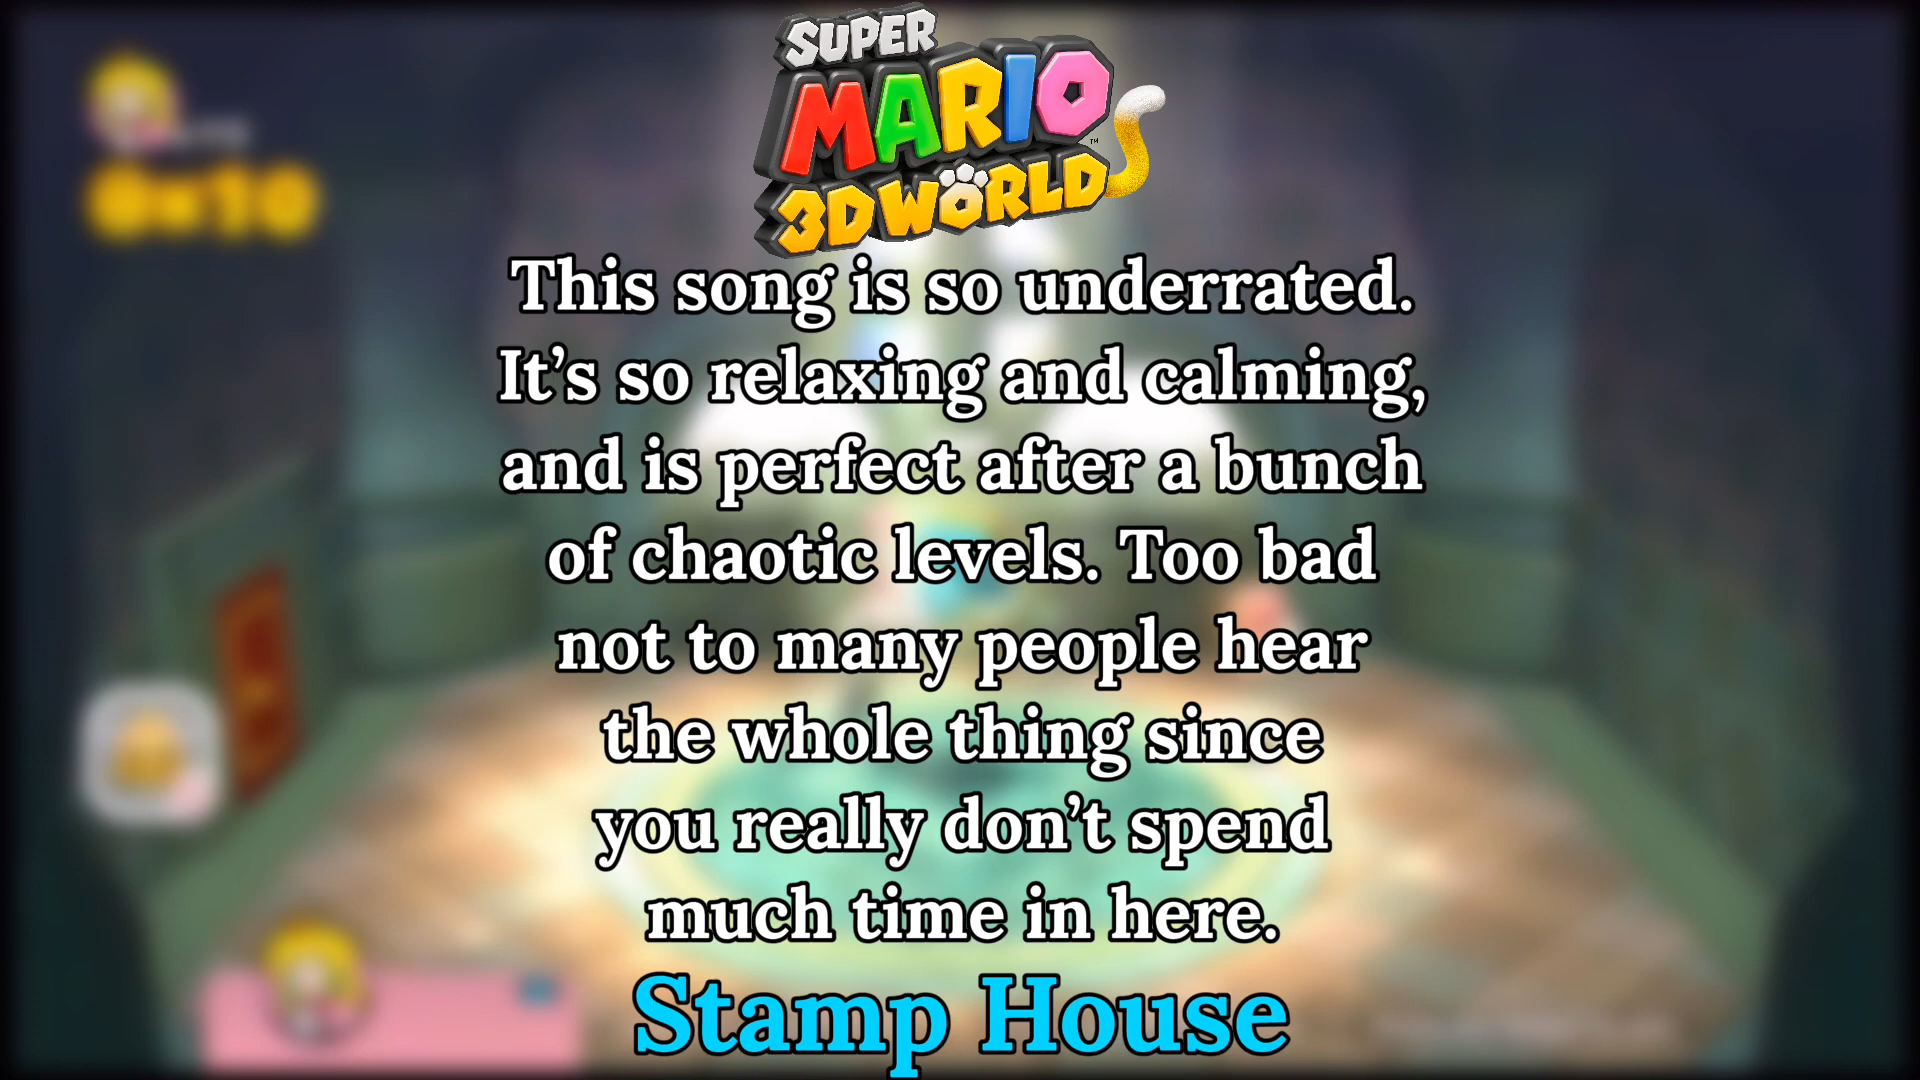 SUPER
MARIO
TM
3D WORLD
This song is so underrated.
It’s so relaxing and calming,
and is perfect after a bunch
of chaotic levels. Too bad
not to many people hear
the whole thing since
you really don’t spend
much time in here.
Stamp House